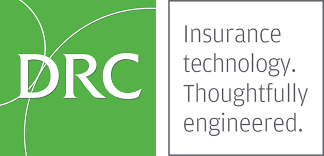 DRC
Insurance
technology.
Thoughtfully
engineered.